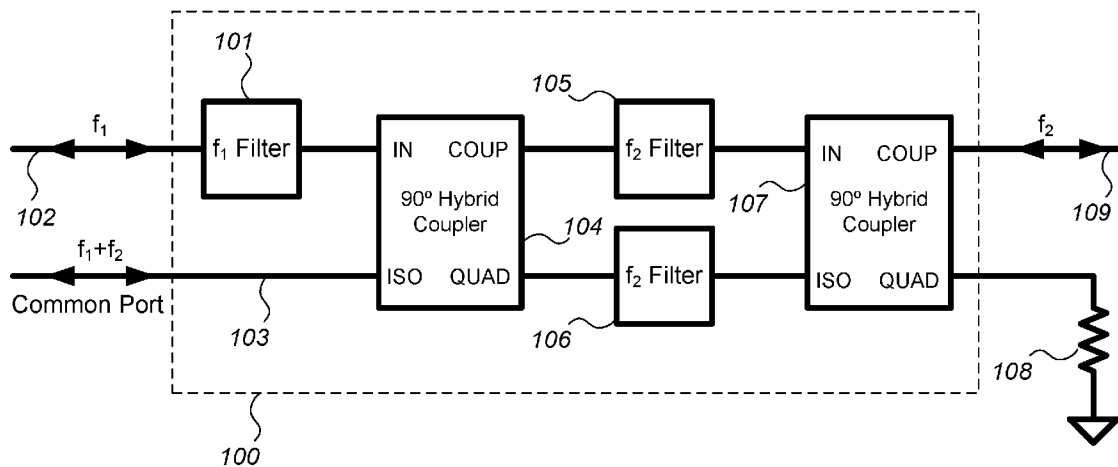 101
105
f1
f1 Filter
IN COUP
f2 Filter
IN COUP
f2
102
90º Hybrid
Coupler
104
107
90º Hybrid
Coupler
109
f1+f2
ISO QUAD
f2 Filter
ISO QUAD
Common Port
103
106
108
100